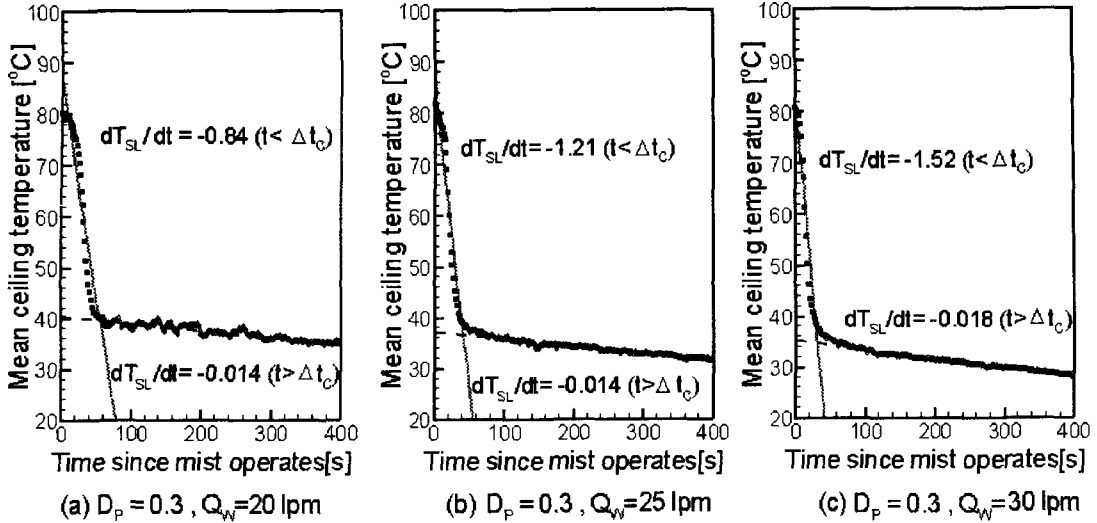 Mean ceiling temperature [°C]
100
90
80
70
60
50
40
30
20
dT_SL/dt = -0.84 (t< Δt_c)
dT_SL/dt= -0.014 (t>Δt_c)
0 100 200 300 400
Time since mist operates[s]
(a) D_P = 0.3 , Q_W=20 lpm
Mean ceiling temperature [°C]
100
90
80
70
60
50
40
30
20
dT_SL/dt= -1.21 (t<Δt_c)
dT_SL/dt= -0.014 (t>Δt_c)
0 100 200 300 400
Time since mist operates[s]
(b) D_P = 0.3 , Q_W=25 lpm
Mean ceiling temperature [°C]
100
90
80
70
60
50
40
30
20
dT_SL/dt= -1.52 (t<Δt_c)
dT_SL/dt= -0.018 (t>Δt_c)
0 100 200 300 400
Time since mist operates[s]
(c) D_P = 0.3 , Q_W=30 lpm